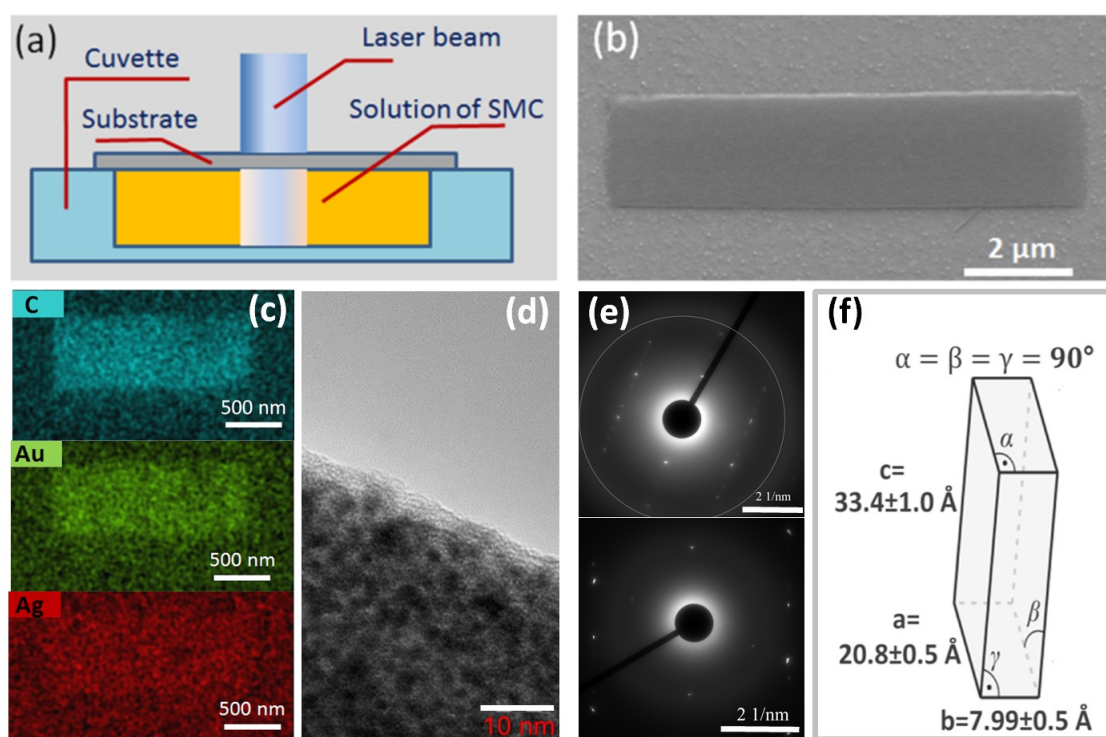 (a)
Laser beam
Cuvette
Solution of SMC
Substrate
(b)
2 μm
C
(c)
500 nm
Au
500 nm
Ag
500 nm
(d)
10 nm
(e)
2 1/nm
2 1/nm
(f)
α = β = γ = 90°
α
c=
33.4±1.0 Å
a=
20.8±0.5 Å
β
γ
b=7.99±0.5 Å